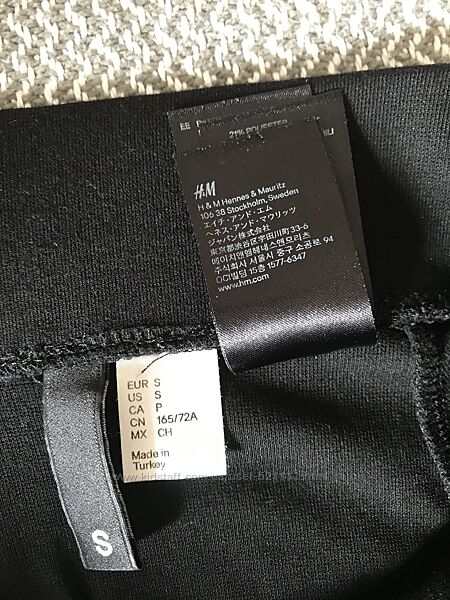 EE
21% POLYESTER
H&M
H & M Hennes & Mauritz
106 38 Stockholm, Sweden
エイチ・アンド・エム
ヘネス・アンド・マウリッツ
ジャパン株式会社
東京都渋谷区宇田川町33-6
에이치앤엠헤네스앤모리츠
주식회사 서울시 중구 소공로 94
OCI빌딩 15층 1577-6347
www.hm.com
EUR S
US S
CA P
CN 165/72A
MX CH
Made in
Turkey
S